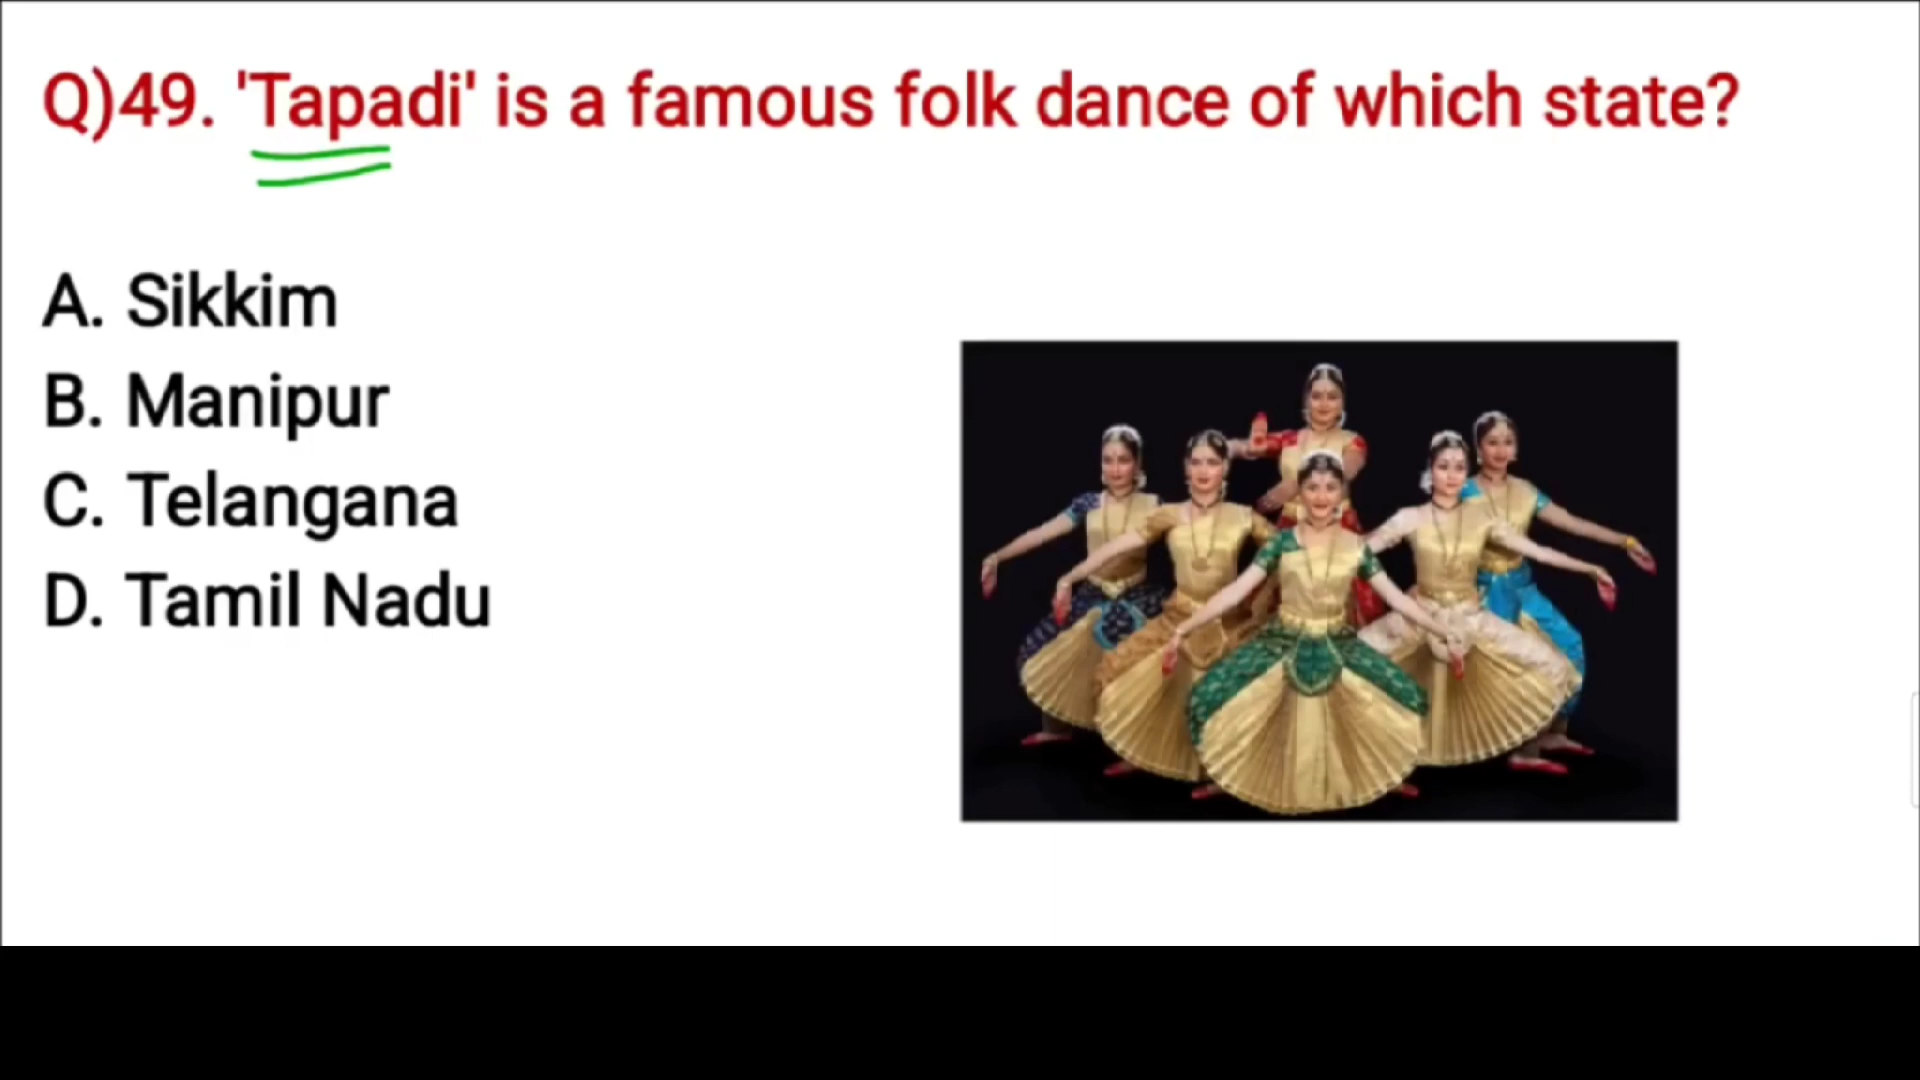 Q)49. 'Tapadi' is a famous folk dance of which state?
A. Sikkim
B. Manipur
C. Telangana
D. Tamil Nadu